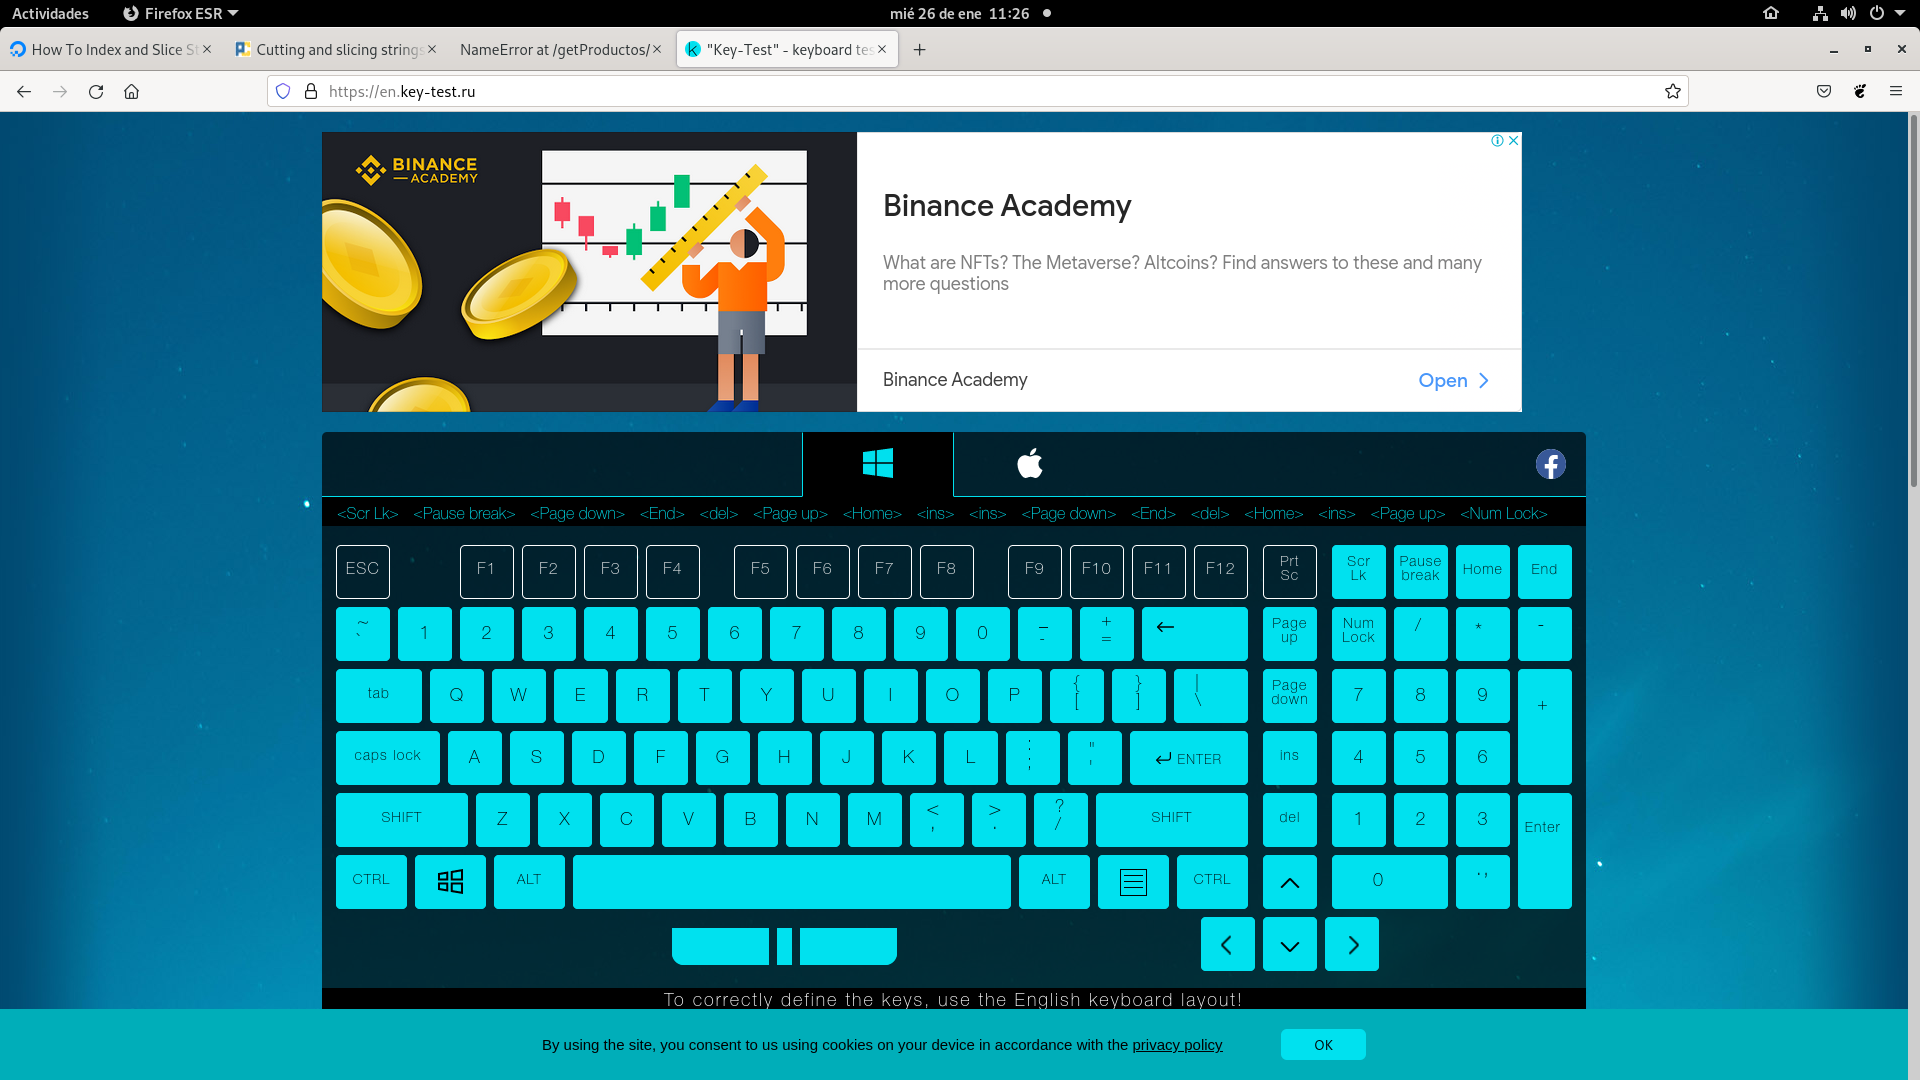 Actividades
Firefox ESR
mié 26 de ene 11:26
How To Index and Slice St
Cutting and slicing strings
NameError at /getProductos/
"Key-Test" - keyboard tes
https://en.key-test.ru
BINANCE
ACADEMY
Binance Academy
What are NFTs? The Metaverse? Altcoins? Find answers to these and many
more questions
Binance Academy
Open
<Scr Lk> <Pause break> <Page down> <End> <del> <Page up> <Home> <ins> <ins> <Page down> <End> <del> <Home> <ins> <Page up> <Num Lock>
ESC F1 F2 F3 F4 F5 F6 F7 F8 F9 F10 F11 F12 Prt Sc Scr Lk Pause break Home End
~ ` 1 2 3 4 5 6 7 8 9 0 _ - + = ← Page up Num Lock / * -
tab Q W E R T Y U I O P { [ } ] | \ Page down 7 8 9 +
caps lock A S D F G H J K L : ; " ' ENTER ins 4 5 6
SHIFT Z X C V B N M < , > . ? / SHIFT del 1 2 3 Enter
CTRL ALT ALT CTRL 0 . ,
To correctly define the keys, use the English keyboard layout!
By using the site, you consent to us using cookies on your device in accordance with the privacy policy
OK